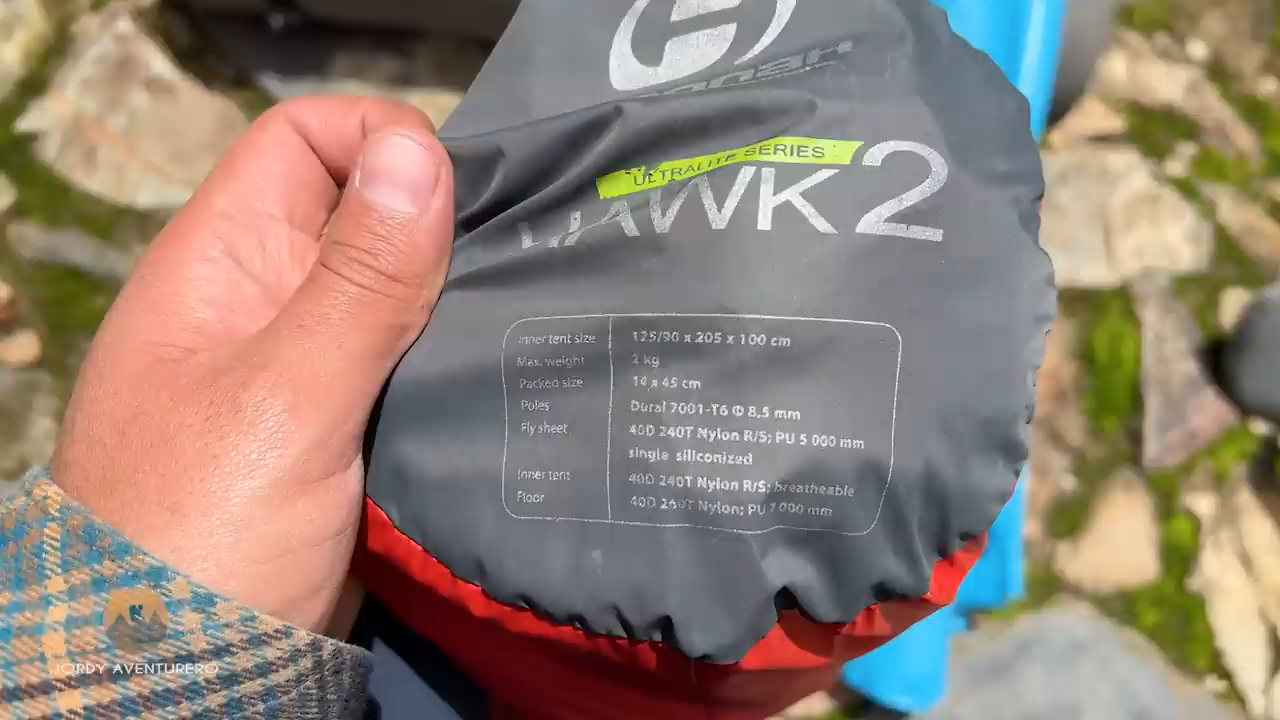 ULTRALITE SERIES
HAWK 2
Inner tent size 125/90 x 205 x 100 cm
Max. weight 2 kg
Packed size 14 x 45 cm
Poles Dural 7001-T6 Φ 8,5 mm
Fly sheet 40D 240T Nylon R/S; PU 5 000 mm
single siliconized
Inner tent 40D 240T Nylon R/S; breatheable
Floor 40D 260T Nylon; PU 7 000 mm
JORDY AVENTURERO